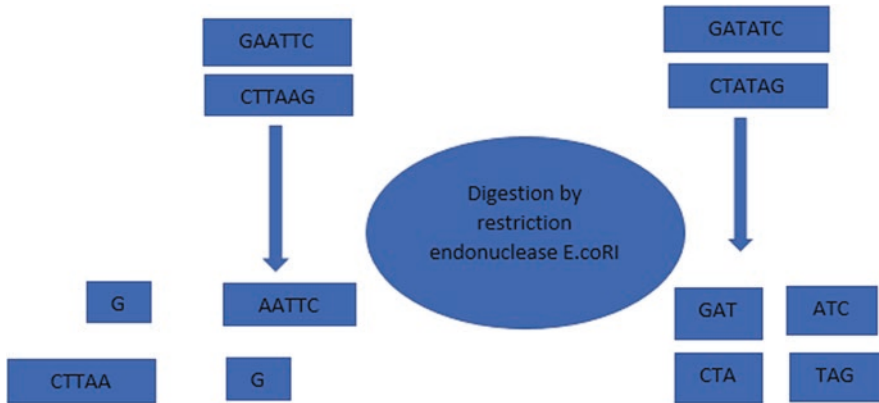 GAATTC
CTTAAG
GATATC
CTATAG
Digestion by
restriction
endonuclease E.coRI
G
AATTC
CTTAA
G
GAT
ATC
CTA
TAG